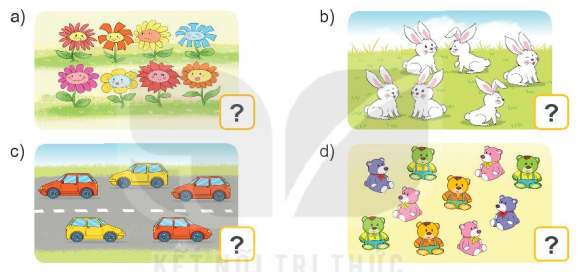 a)
?
b)
?
c)
?
d)
?
KẾT NỐI TRI THỨC